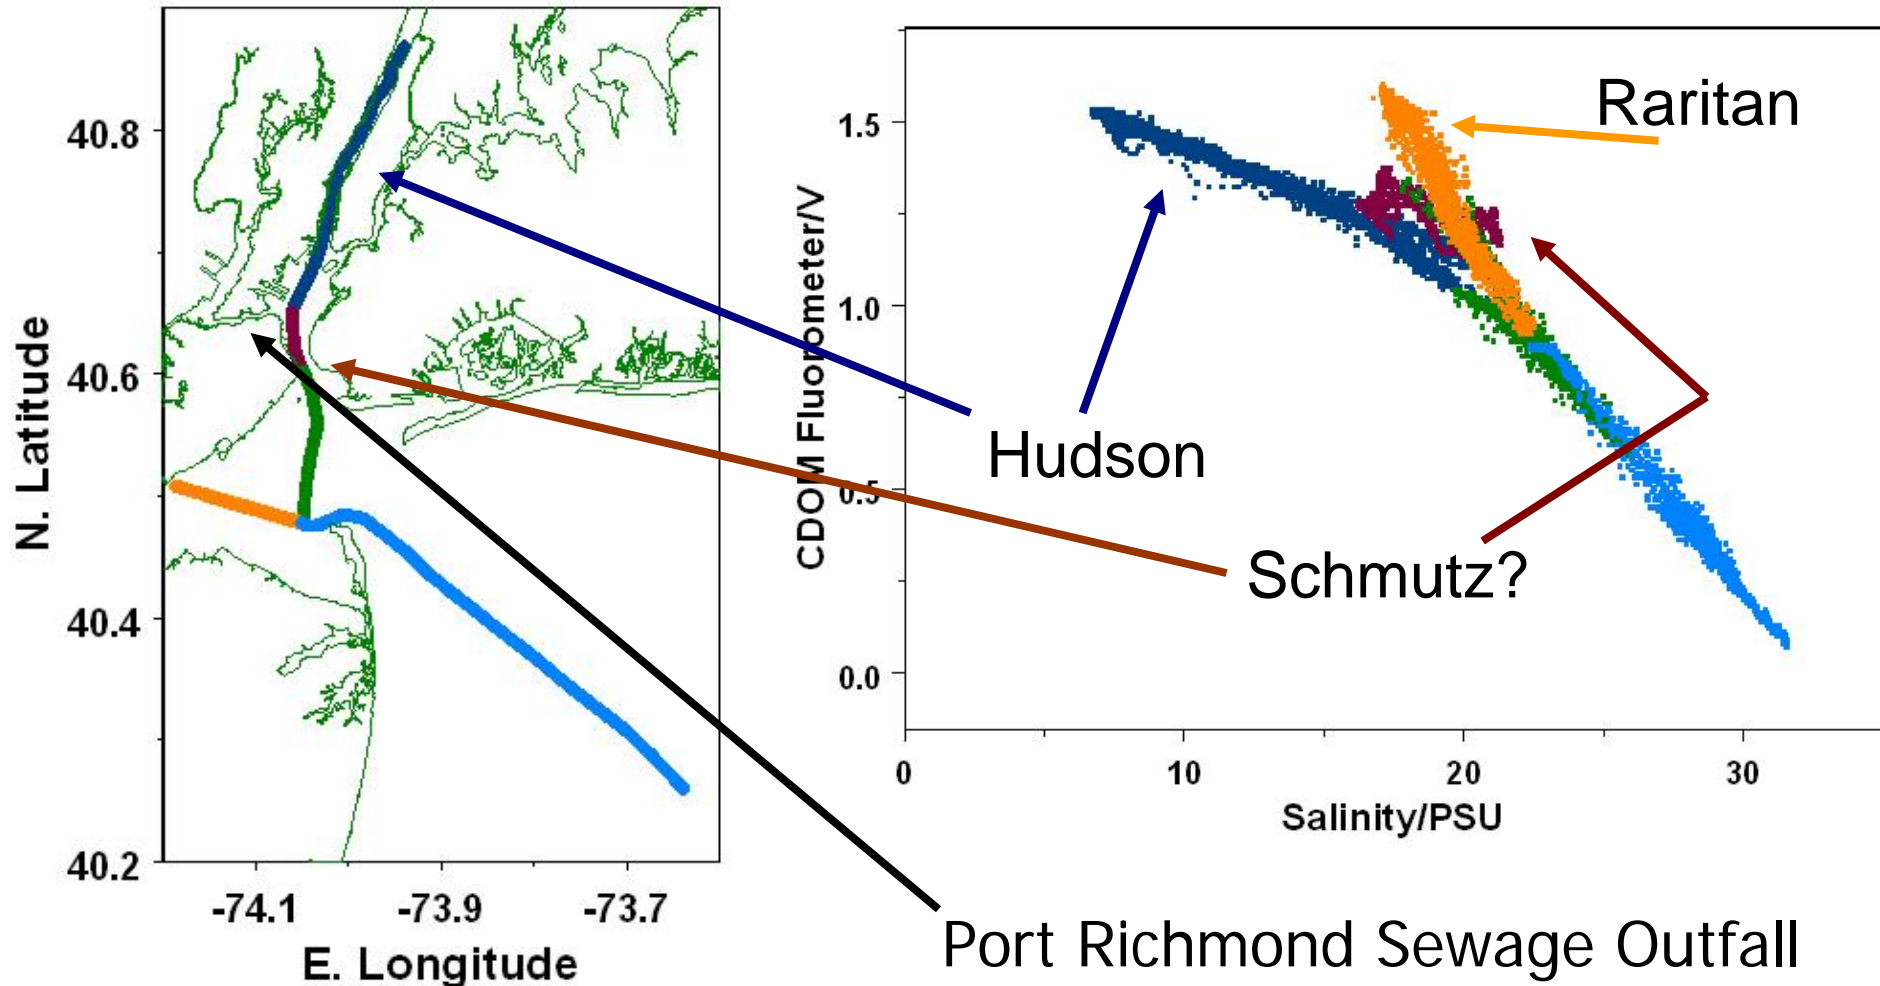 40.8
40.6
40.4
40.2
N. Latitude
-74.1
-73.9
-73.7
E. Longitude
1.5
1.0
0.5
0.0
CDOM Fluorometer/V
0
10
20
30
Salinity/PSU
Raritan
Hudson
Schmutz?
Port Richmond Sewage Outfall